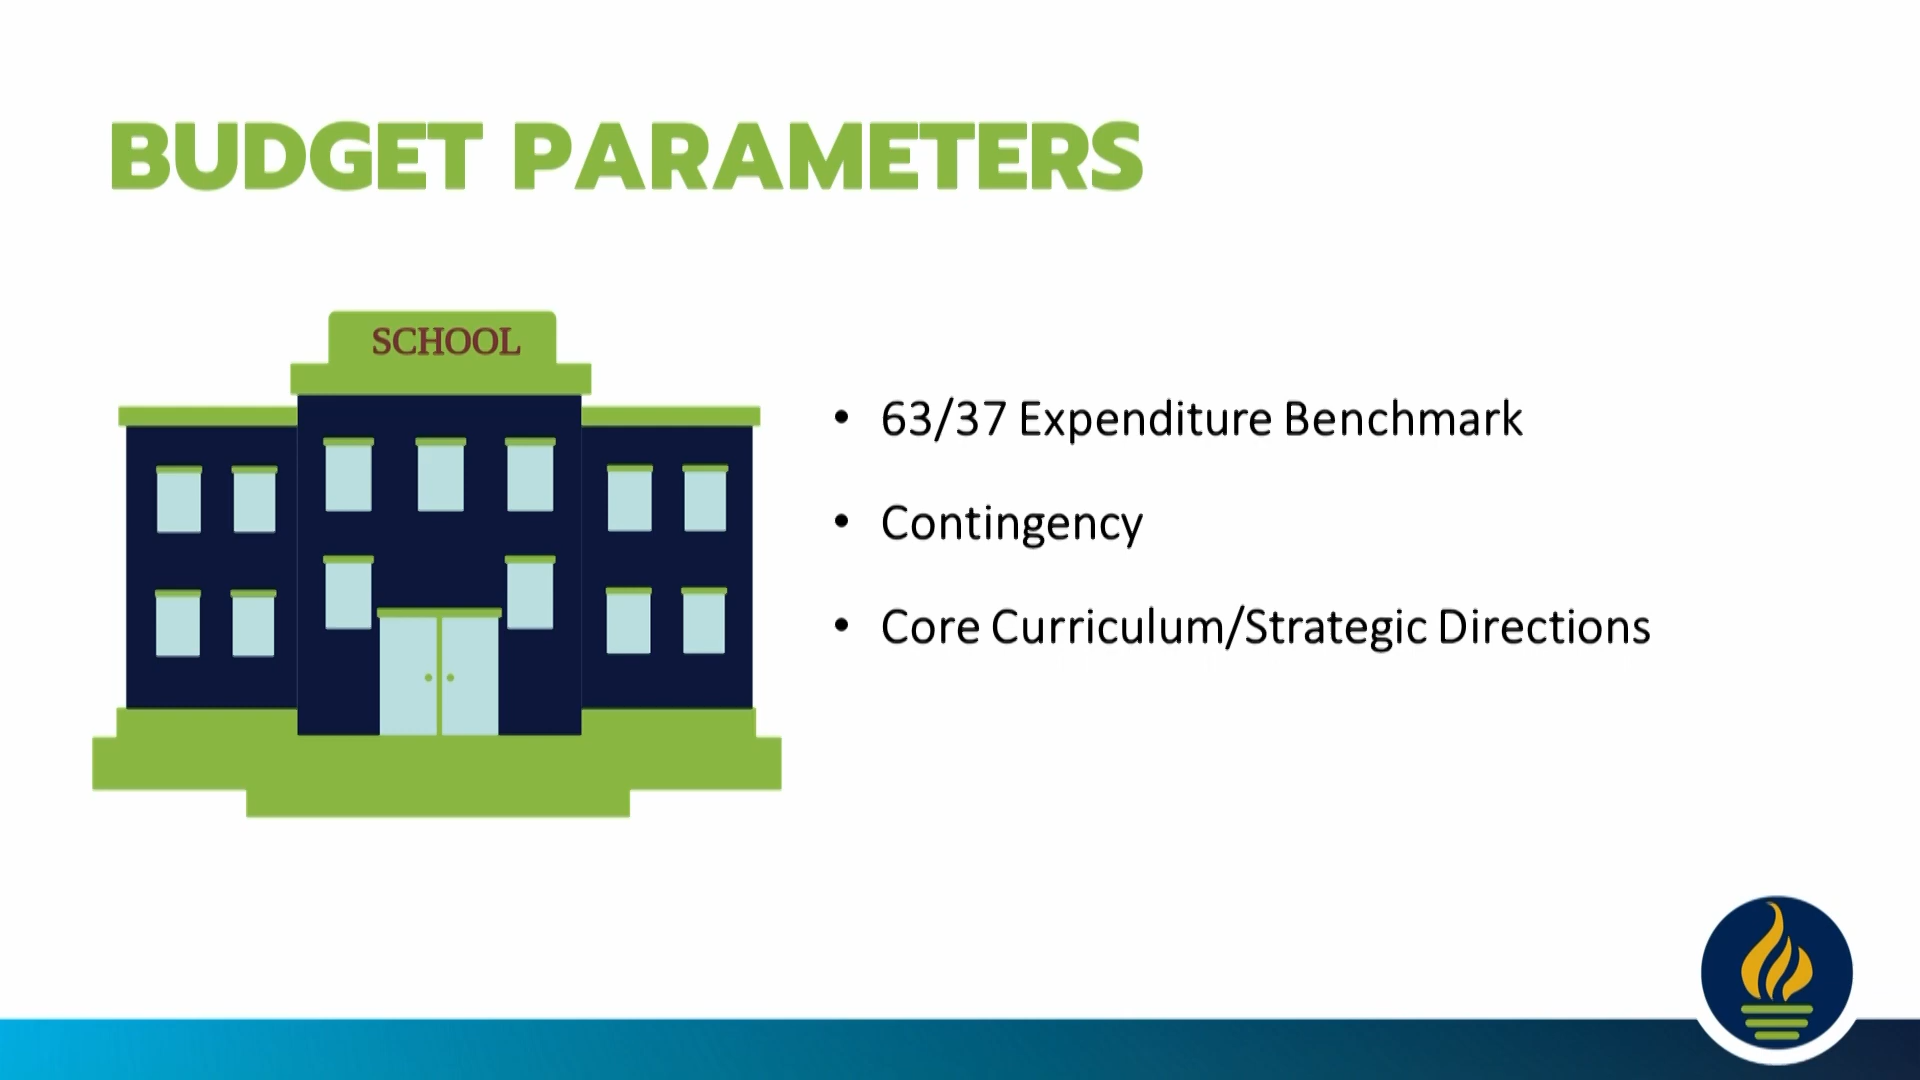 BUDGET PARAMETERS
SCHOOL
• 63/37 Expenditure Benchmark
• Contingency
• Core Curriculum/Strategic Directions